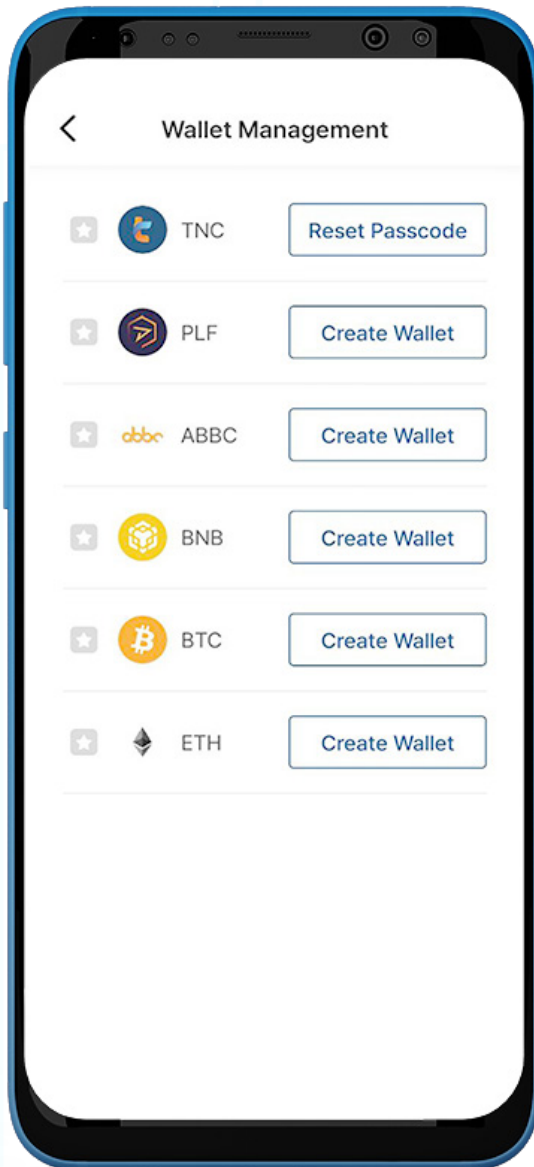 Wallet Management
TNC Reset Passcode
PLF Create Wallet
abbc ABBC Create Wallet
BNB Create Wallet
BTC Create Wallet
ETH Create Wallet